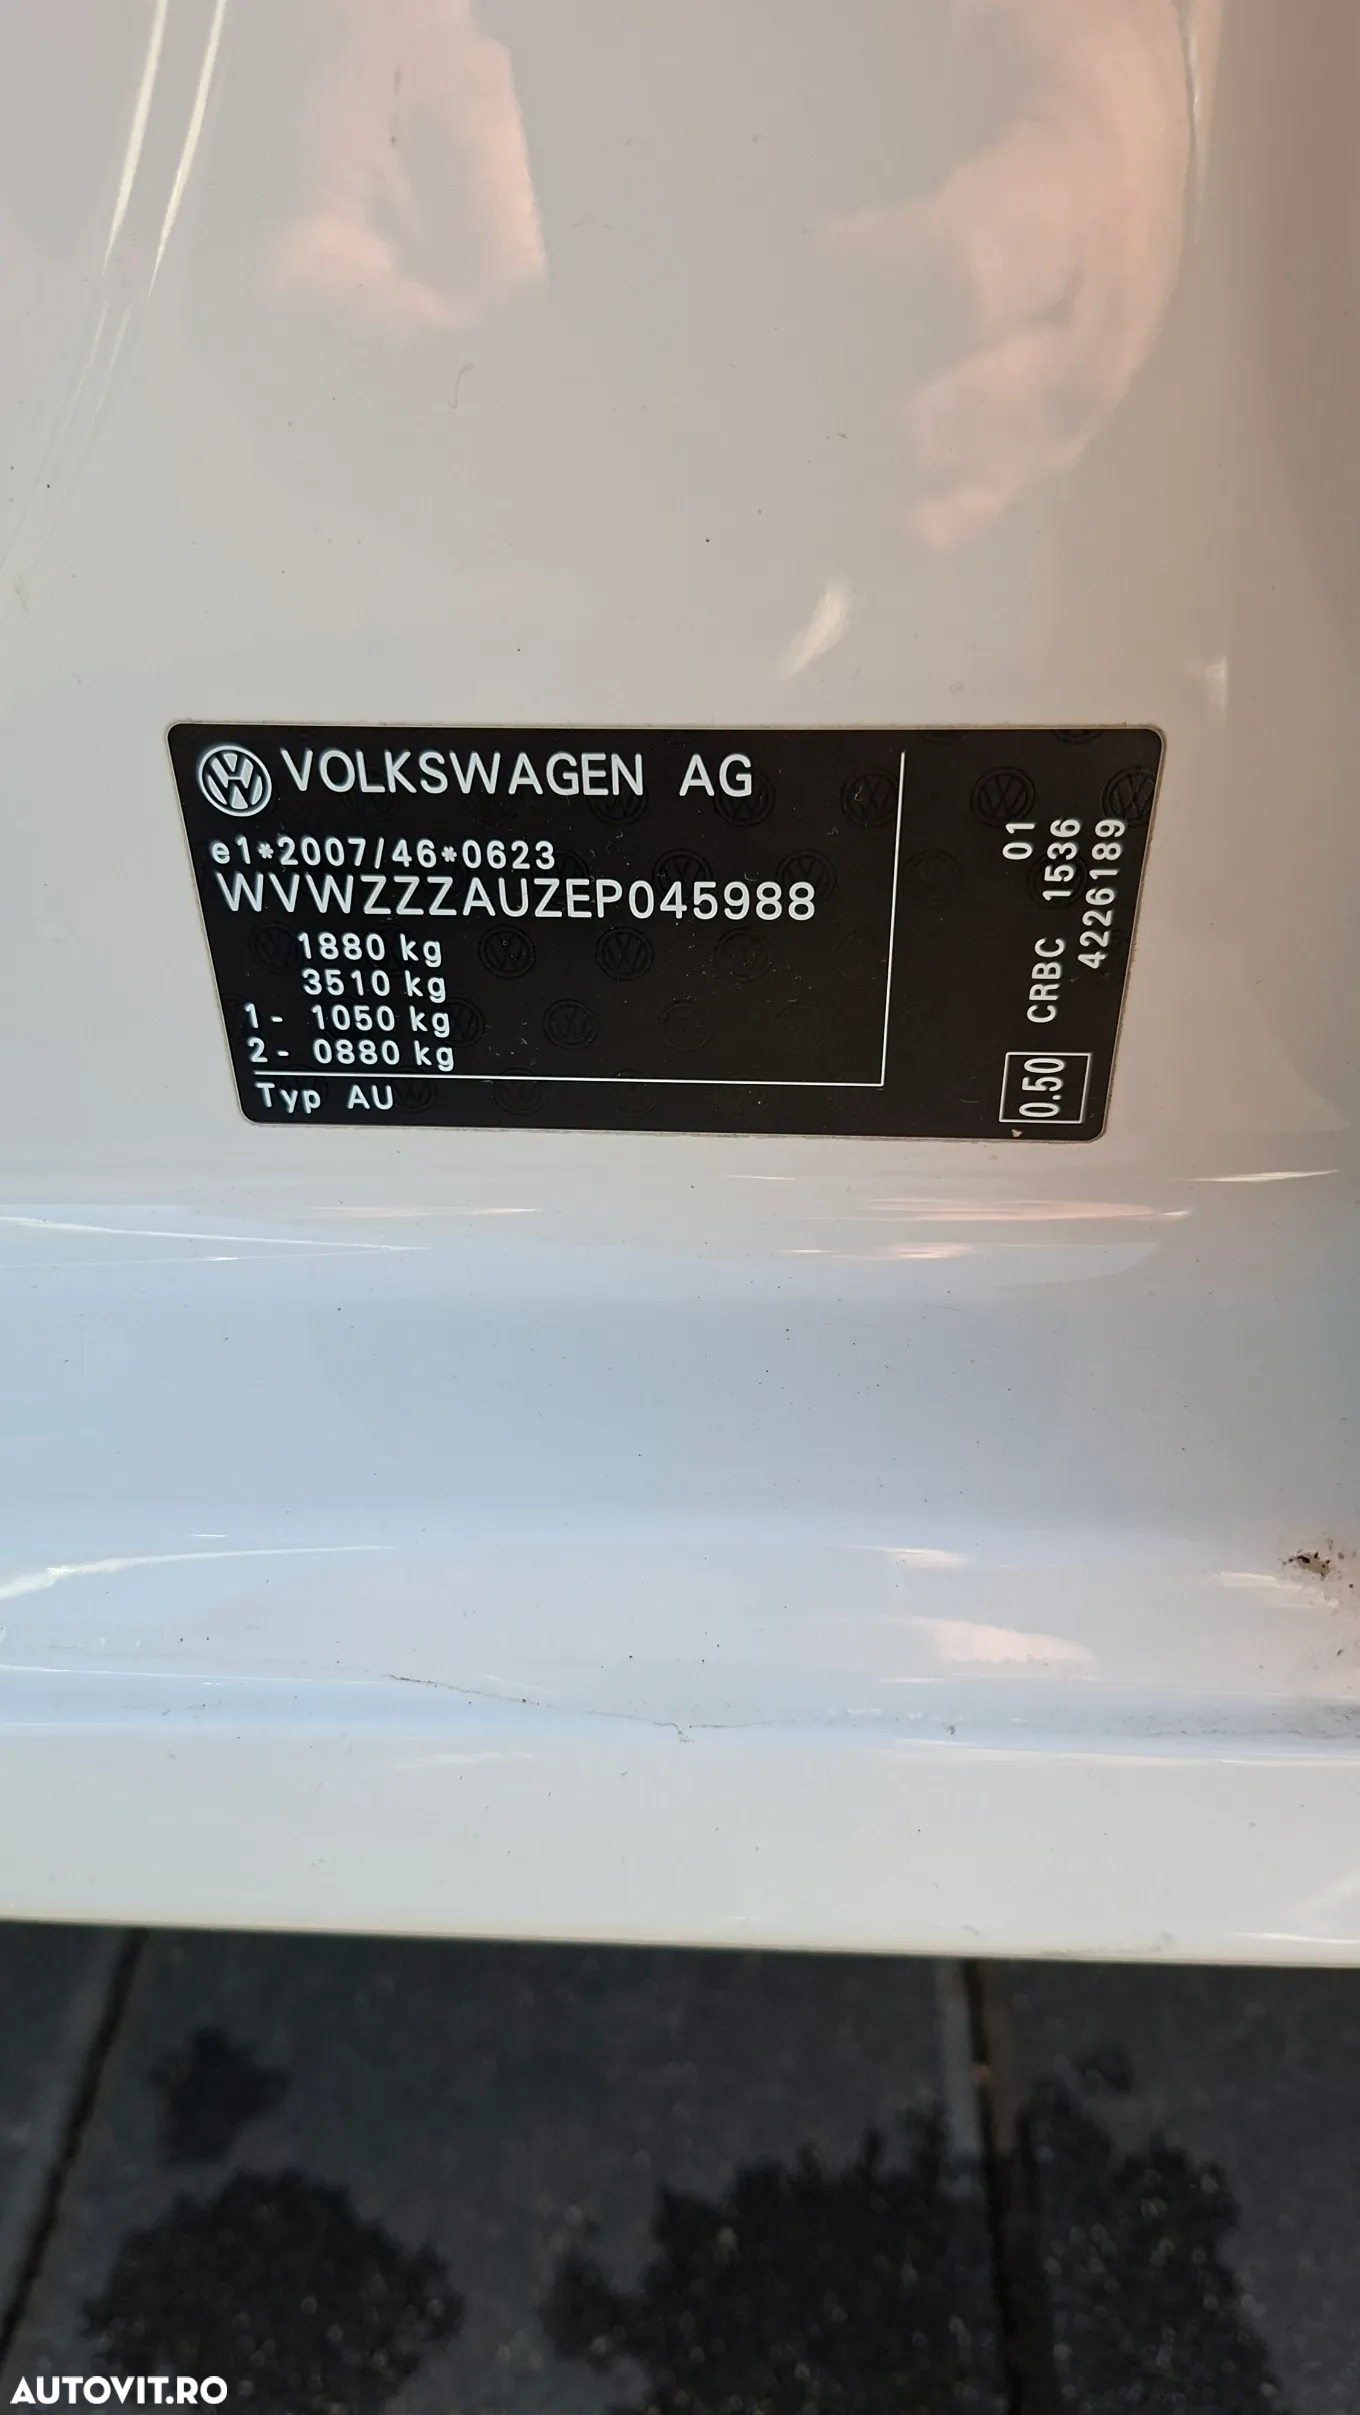 VOLKSWAGEN AG
e1*2007/46*0623
WVWZZZAUZEP045988
1880 kg
3510 kg
1- 1050 kg
2- 0880 kg
Typ AU
01
0.50 CRBC 1536
4226189
AUTOVIT.RO